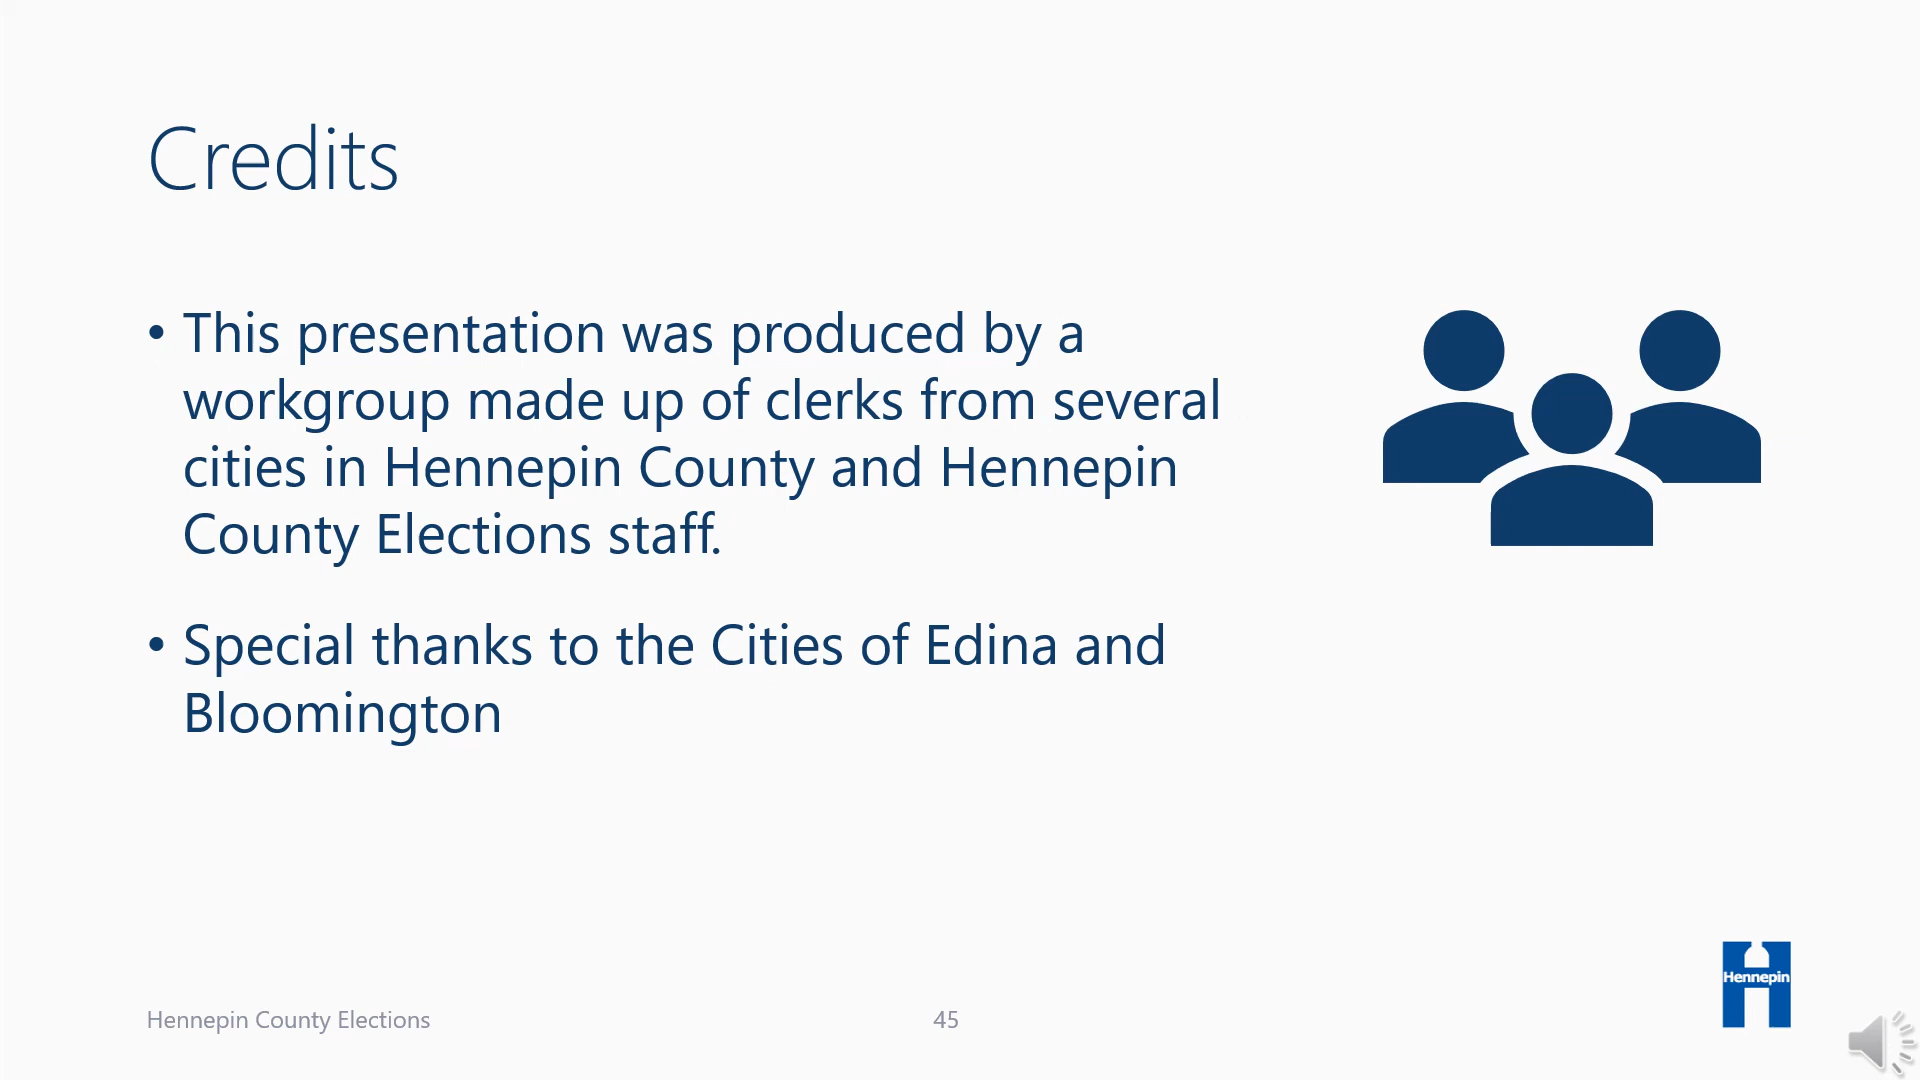 Credits
• This presentation was produced by a
workgroup made up of clerks from several
cities in Hennepin County and Hennepin
County Elections staff.
• Special thanks to the Cities of Edina and
Bloomington
Hennepin
Hennepin County Elections
45